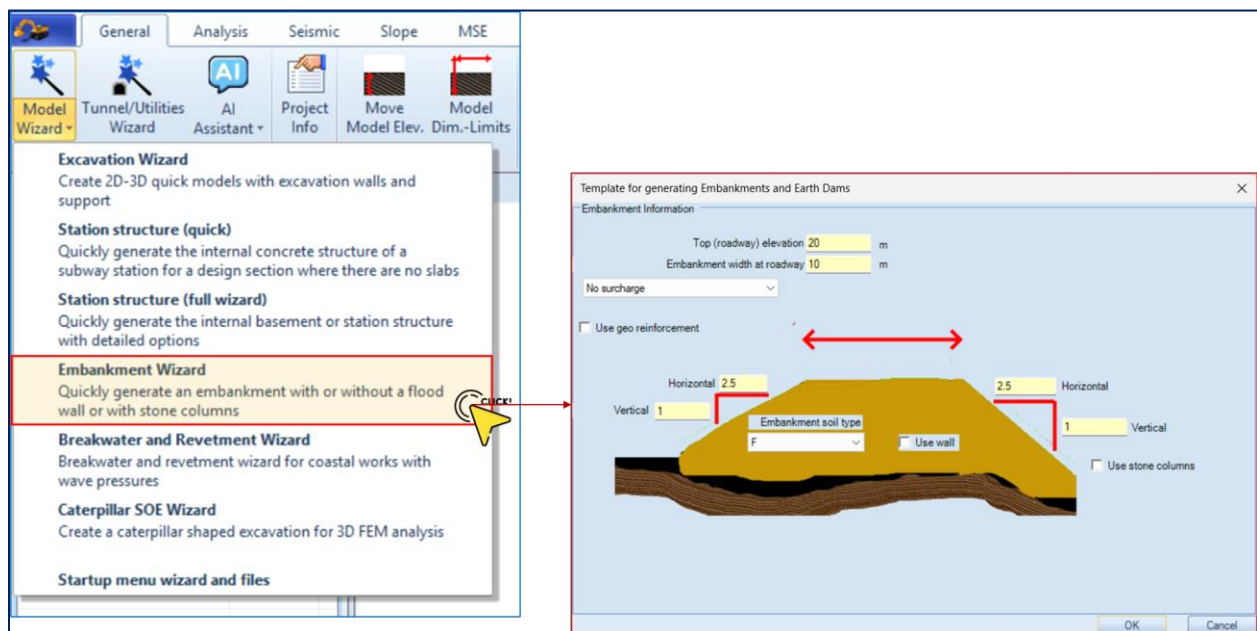 General Analysis Seismic Slope MSE
Model Wizard
Tunnel/Utilities Wizard
AI Assistant
Project Info
Move Model Elev.
Model Dim.-Limits
Excavation Wizard
Create 2D-3D quick models with excavation walls and
support
Station structure (quick)
Quickly generate the internal concrete structure of a
subway station for a design section where there are no slabs
Station structure (full wizard)
Quickly generate the internal basement or station structure
with detailed options
Embankment Wizard
Quickly generate an embankment with or without a flood
wall or with stone columns
CLICK!
Breakwater and Revetment Wizard
Breakwater and revetment wizard for coastal works with
wave pressures
Caterpillar SOE Wizard
Create a caterpillar shaped excavation for 3D FEM analysis
Startup menu wizard and files
Template for generating Embankments and Earth Dams
Embankment Information
Top (roadway) elevation 20 m
Embankment width at roadway 10 m
No surcharge
Use geo reinforcement
Horizontal 2.5
2.5 Horizontal
Vertical 1
1 Vertical
Embankment soil type
F
Use wall
Use stone columns
OK Cancel